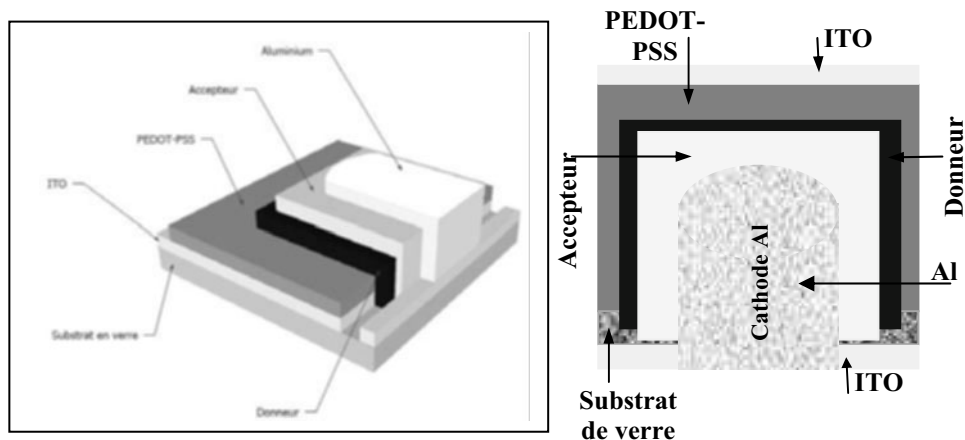 Aluminium
Accepteur
PEDOT-PSS
ITO
Substrat en verre
Donneur
PEDOT-
PSS
ITO
Accepteur
Donneur
Cathode Al
Al
ITO
Substrat
de verre